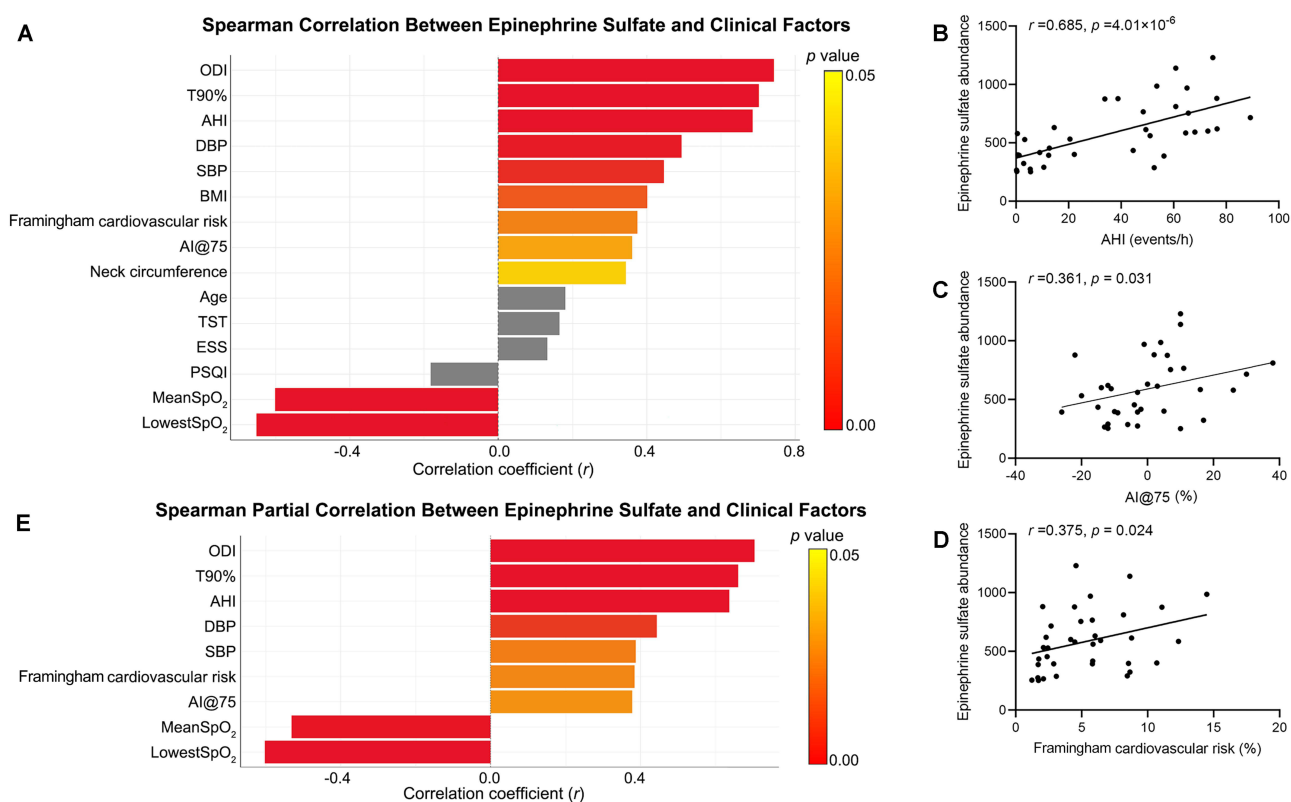 A
Spearman Correlation Between Epinephrine Sulfate and Clinical Factors
p value
0.05
0.00
ODI
T90%
AHI
DBP
SBP
BMI
Framingham cardiovascular risk
AI@75
Neck circumference
Age
TST
ESS
PSQI
MeanSpO₂
LowestSpO₂
-0.4
0.0
0.4
0.8
Correlation coefficient (r)
B
r =0.685, p =4.01×10⁻⁶
Epinephrine sulfate abundance
1500
1000
500
0
0
20
40
60
80
100
AHI (events/h)
C
r =0.361, p = 0.031
Epinephrine sulfate abundance
1500
1000
500
0
-40
-20
0
20
40
AI@75 (%)
D
r =0.375, p = 0.024
Epinephrine sulfate abundance
1500
1000
500
0
0
5
10
15
20
Framingham cardiovascular risk (%)
E
Spearman Partial Correlation Between Epinephrine Sulfate and Clinical Factors
p value
0.05
0.00
ODI
T90%
AHI
DBP
SBP
Framingham cardiovascular risk
AI@75
MeanSpO₂
LowestSpO₂
-0.4
0.0
0.4
Correlation coefficient (r)